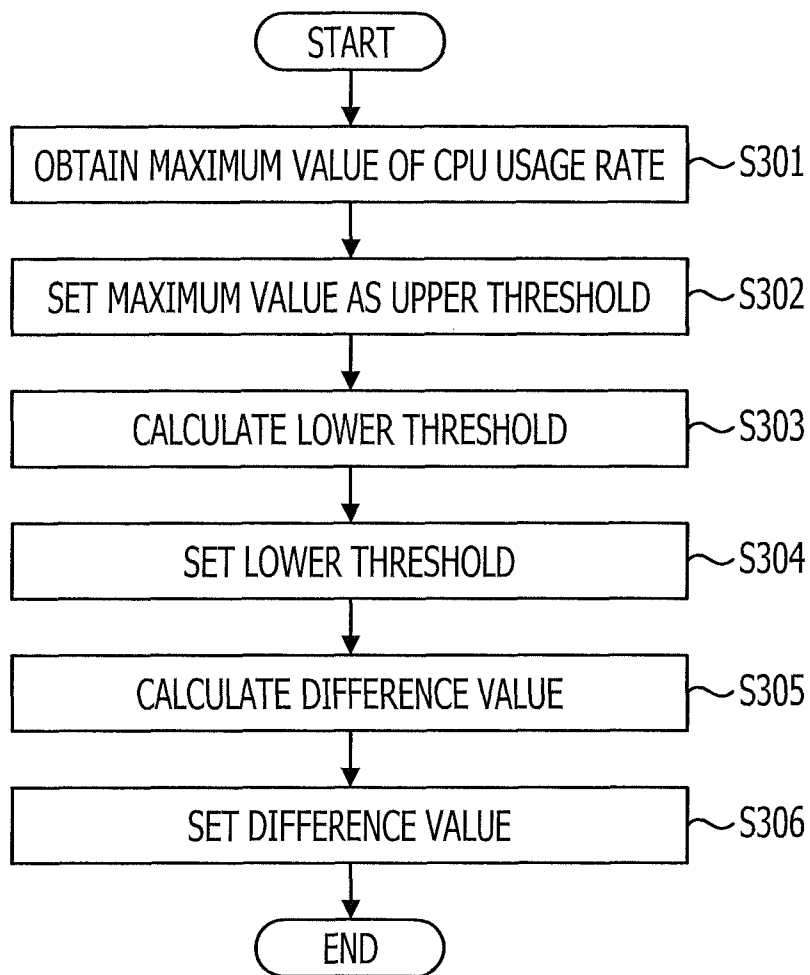 START
OBTAIN MAXIMUM VALUE OF CPU USAGE RATE
S301
SET MAXIMUM VALUE AS UPPER THRESHOLD
S302
CALCULATE LOWER THRESHOLD
S303
SET LOWER THRESHOLD
S304
CALCULATE DIFFERENCE VALUE
S305
SET DIFFERENCE VALUE
S306
END